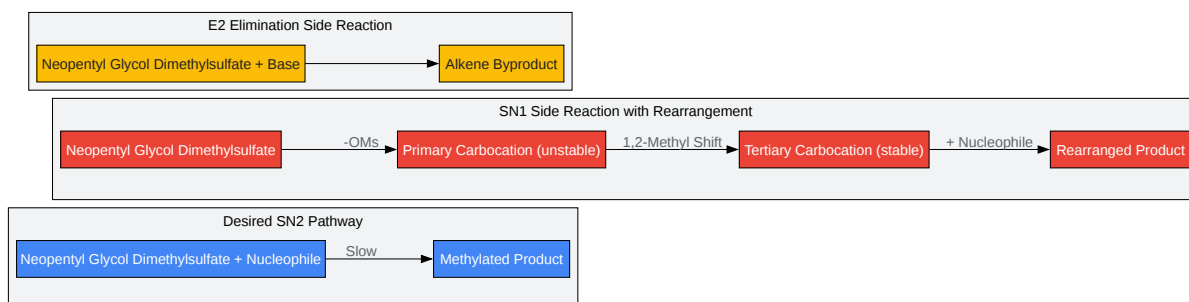 E2 Elimination Side Reaction
Neopentyl Glycol Dimethylsulfate + Base
Alkene Byproduct
SN1 Side Reaction with Rearrangement
Neopentyl Glycol Dimethylsulfate
-OMs
Primary Carbocation (unstable)
1,2-Methyl Shift
Tertiary Carbocation (stable)
+ Nucleophile
Rearranged Product
Desired SN2 Pathway
Neopentyl Glycol Dimethylsulfate + Nucleophile
Slow
Methylated Product